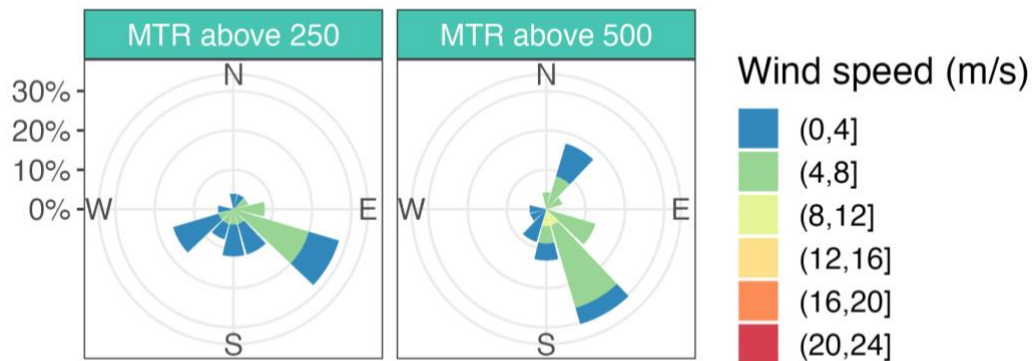 MTR above 250
MTR above 500
N
N
30%
20%
10%
0%
W
E
W
E
S
S
Wind speed (m/s)
(0,4]
(4,8]
(8,12]
(12,16]
(16,20]
(20,24]